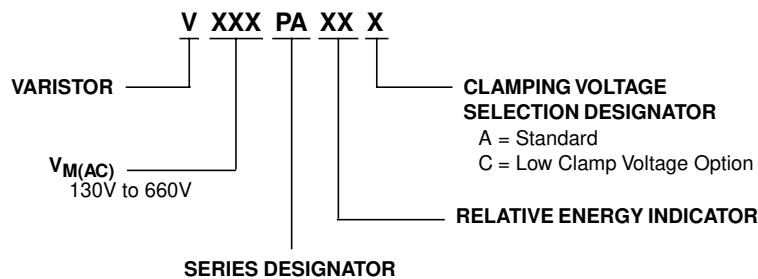 V XXX PA XX X
VARISTOR
V_M(AC)
130V to 660V
SERIES DESIGNATOR
CLAMPING VOLTAGE
SELECTION DESIGNATOR
A = Standard
C = Low Clamp Voltage Option
RELATIVE ENERGY INDICATOR